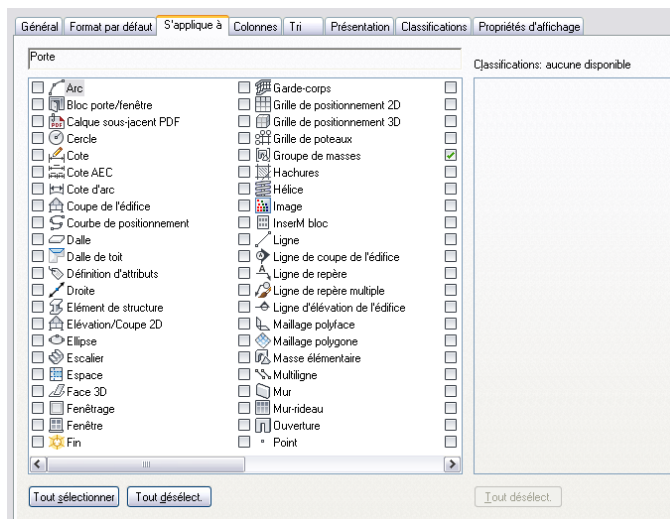 Général Format par défaut S'applique à Colonnes Tri Présentation Classifications Propriétés d'affichage
Porte
Classifications: aucune disponible
Arc
Bloc porte/fenêtre
Calque sous-jacent PDF
Cercle
Cote
Cote AEC
Cote d'arc
Coupe de l'édifice
Courbe de positionnement
Dalle
Dalle de toit
Définition d'attributs
Droite
Elément de structure
Elévation/Coupe 2D
Ellipse
Escalier
Espace
Face 3D
Fenêtrage
Fenêtre
Fin
Garde-corps
Grille de positionnement 2D
Grille de positionnement 3D
Grille de poteaux
Groupe de masses
Hachures
Hélice
Image
InserM bloc
Ligne
Ligne de coupe de l'édifice
Ligne de repère
Ligne de repère multiple
Ligne d'élévation de l'édifice
Maillage polyface
Maillage polygone
Masse élémentaire
Multiligne
Mur
Mur-rideau
Ouverture
Point
Tout sélectionner Tout désélect. Tout désélect.